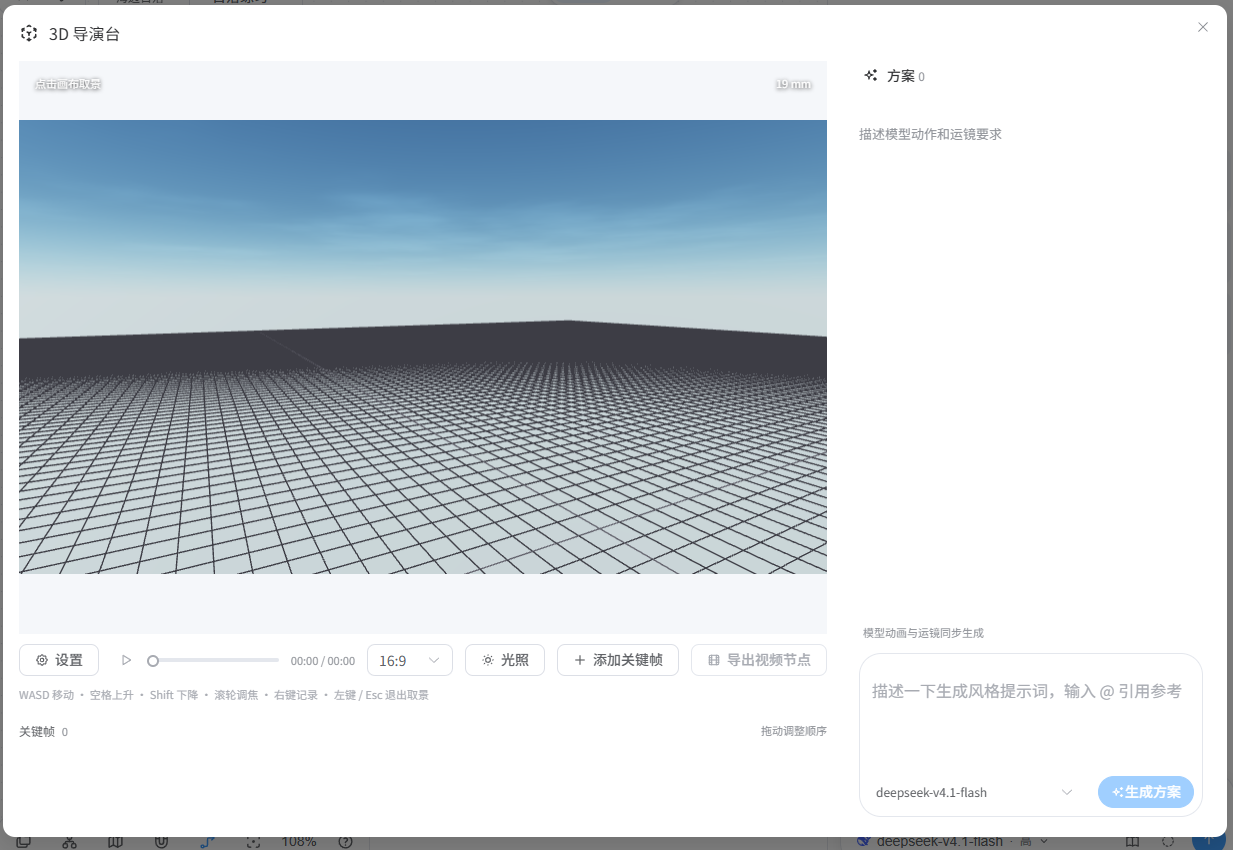 3D 导演台
点击画布取景
19 mm
方案 0
描述模型动作和运镜要求
模型动画与运镜同步生成
描述一下生成风格提示词，输入 @ 引用参考
deepseek-v4.1-flash
生成方案
设置
00:00 / 00:00
16:9
光照
添加关键帧
导出视频节点
WASD 移动 · 空格上升 · Shift 下降 · 滚轮调焦 · 右键记录 · 左键 / Esc 退出取景
关键帧 0
拖动调整顺序
108%
deepseek-v4.1-flash · 高